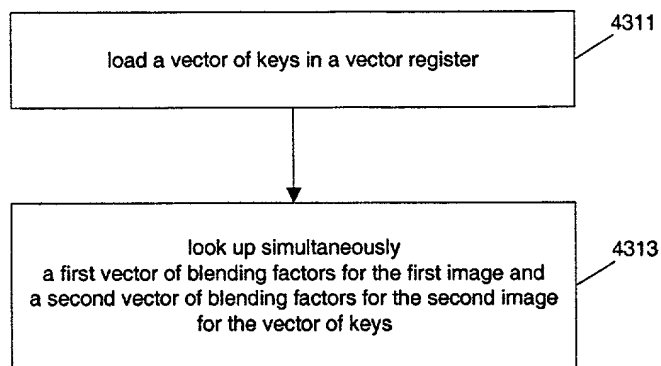 4311
load a vector of keys in a vector register
look up simultaneously
a first vector of blending factors for the first image and
a second vector of blending factors for the second image
for the vector of keys
4313